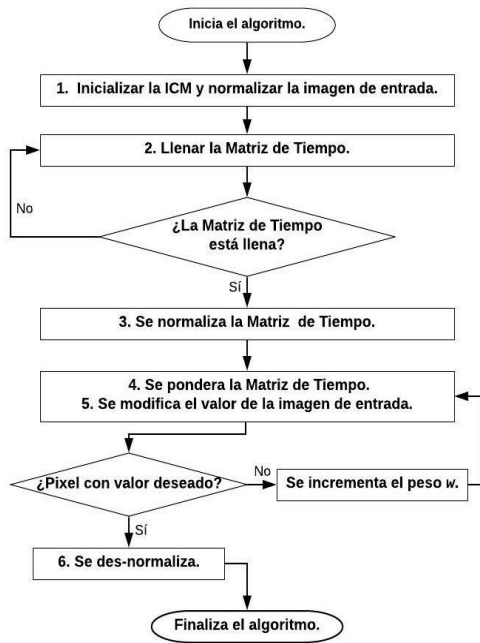 Inicia el algoritmo.
1. Inicializar la ICM y normalizar la imagen de entrada.
2. Llenar la Matriz de Tiempo.
No
¿La Matriz de Tiempo
está llena?
Sí
3. Se normaliza la Matriz de Tiempo.
4. Se pondera la Matriz de Tiempo.
5. Se modifica el valor de la imagen de entrada.
¿Pixel con valor deseado?
No
Se incrementa el peso w.
Sí
6. Se des-normaliza.
Finaliza el algoritmo.